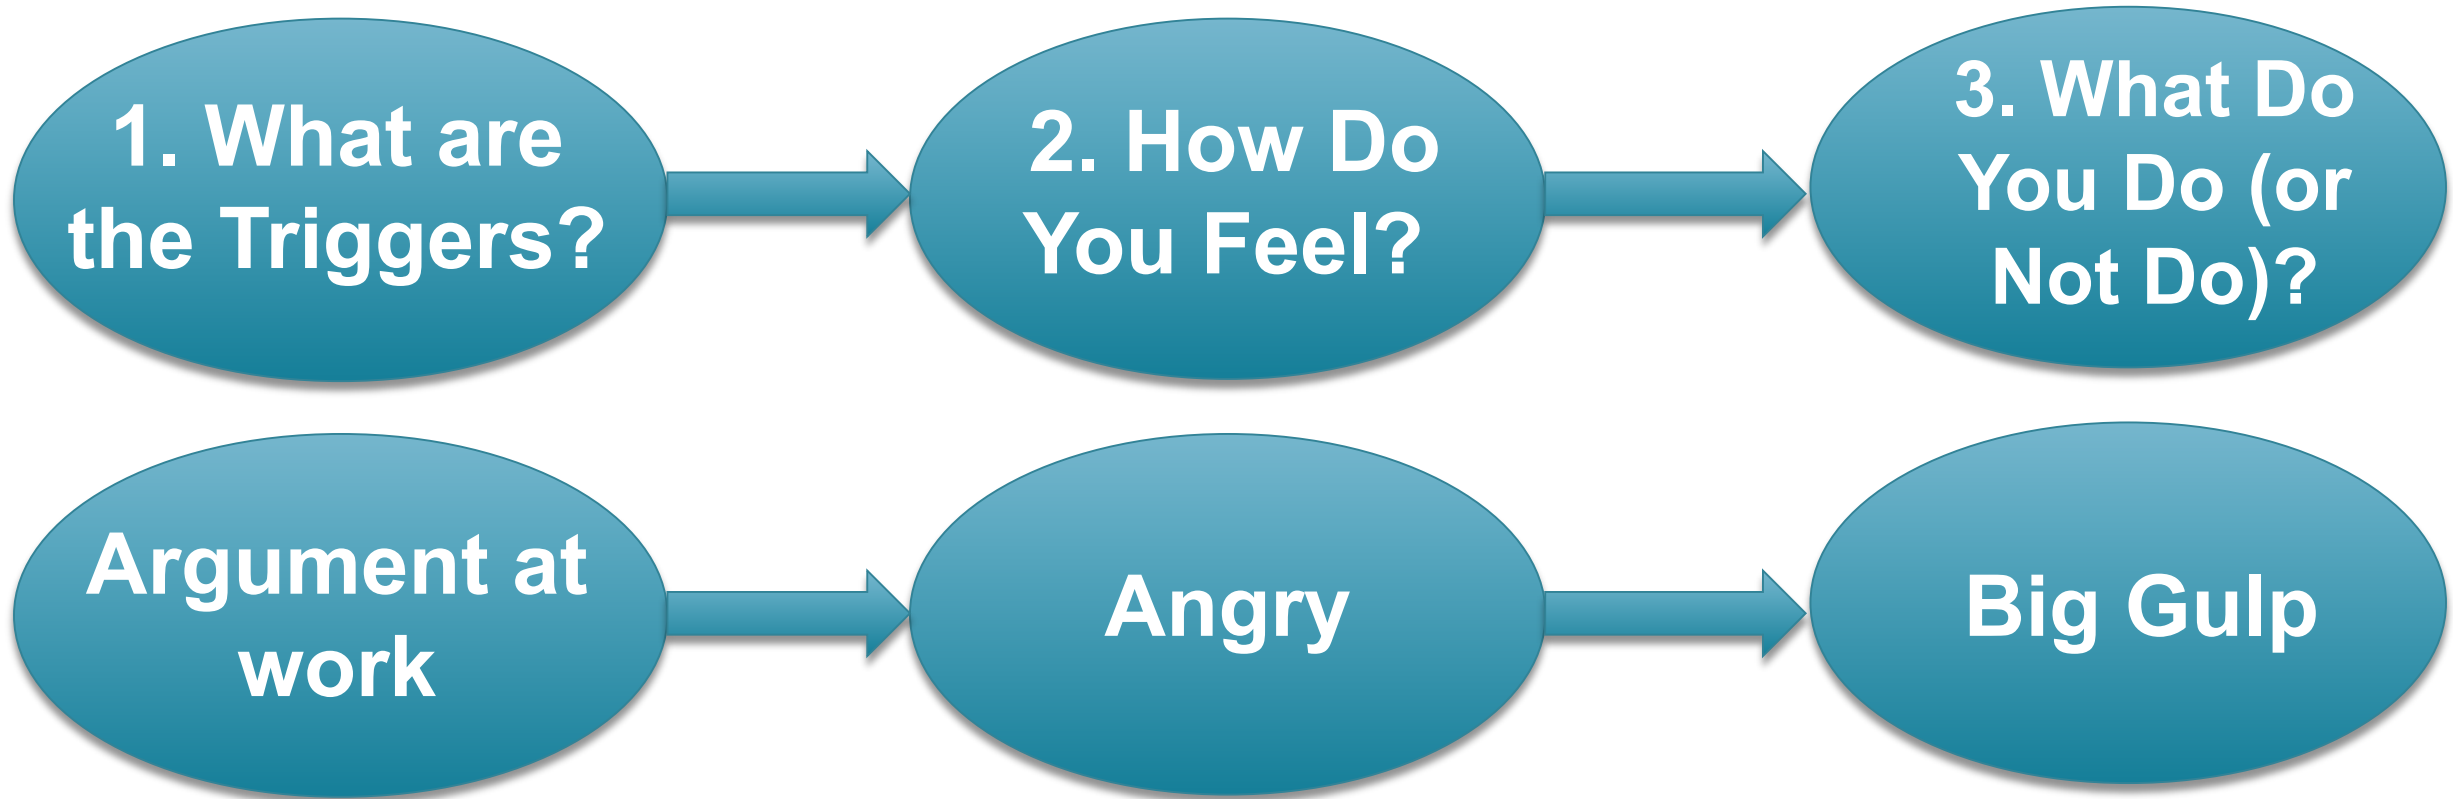 1. What are
the Triggers?
2. How Do
You Feel?
3. What Do
You Do (or
Not Do)?
Argument at
work
Angry
Big Gulp